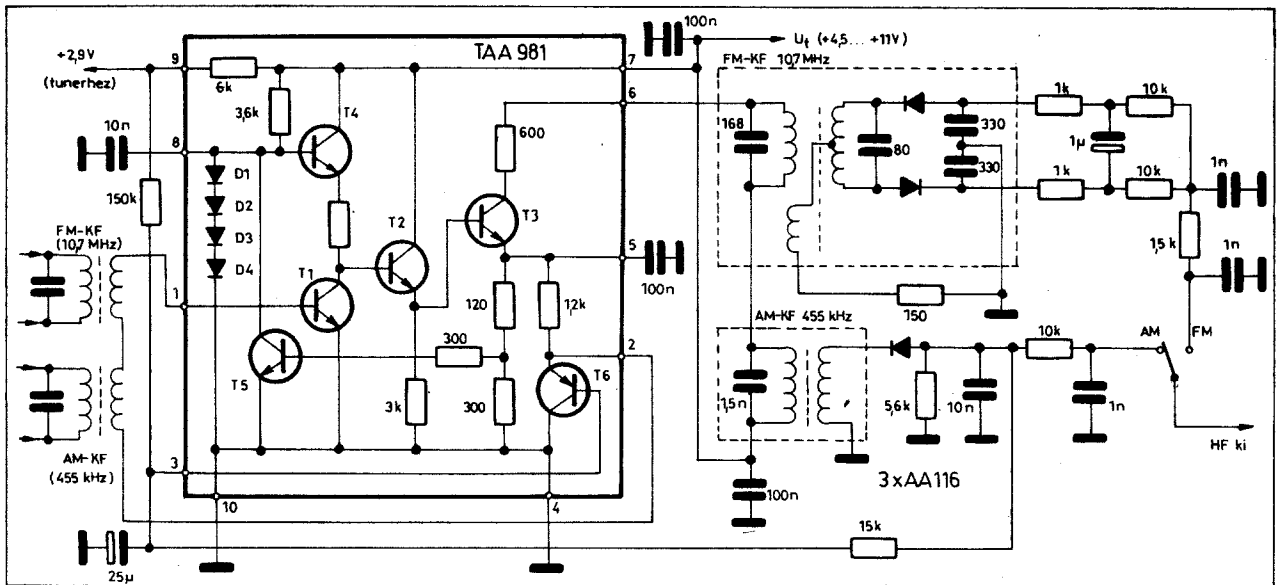 100n
TAA 981
+2,9V
(tunerhez)
9
7
U_t (+4,5... +11V)
FM-KF 10,7 MHz
6k
3,6k
T4
6
1k
10k
600
168
80
330
330
1µ
10n
8
D1
D2
D3
D4
150k
T2
T3
1k
10k
1n
FM-KF
(10,7 MHz)
T1
5
100n
1,5k
1n
1
120
1,2k
150
AM-KF 455 kHz
300
2
10k
AM
FM
T5
T6
3k
300
1,5n
5,6k
10n
1n
HF ki
AM-KF
(455 kHz)
3
3xAA116
100n
10
4
15k
25µ